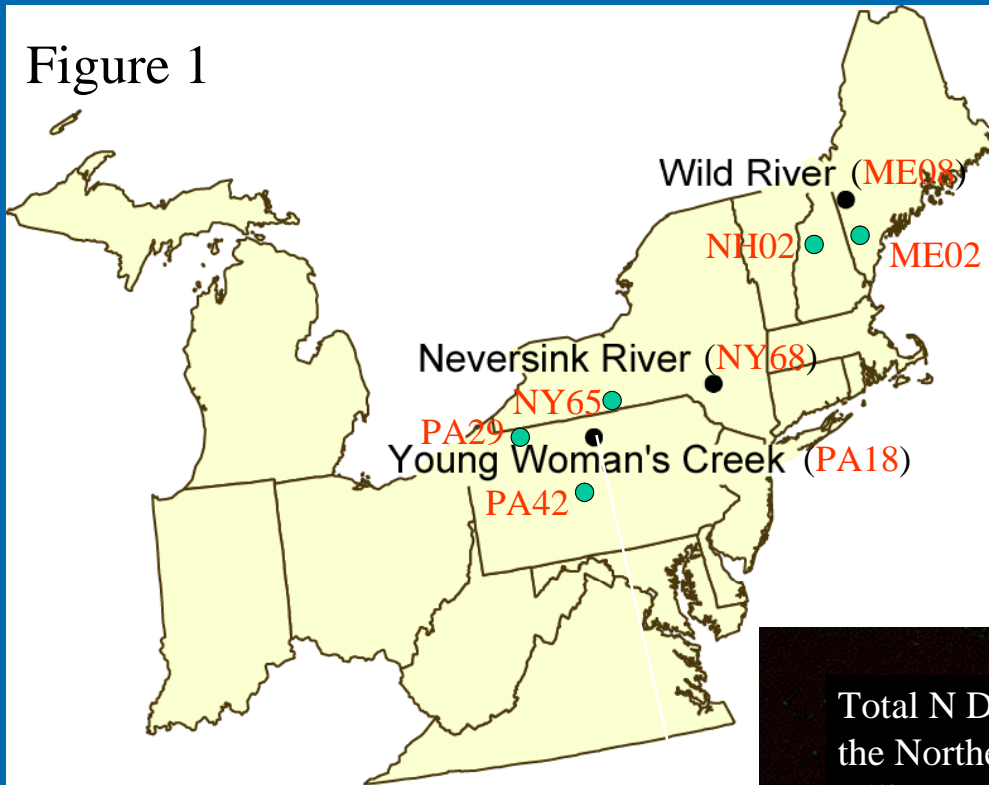 Figure 1
Wild River (ME08)
NH02
ME02
Neversink River (NY68)
NY65
PA29
Young Woman's Creek (PA18)
PA42
Total N D
the Northe